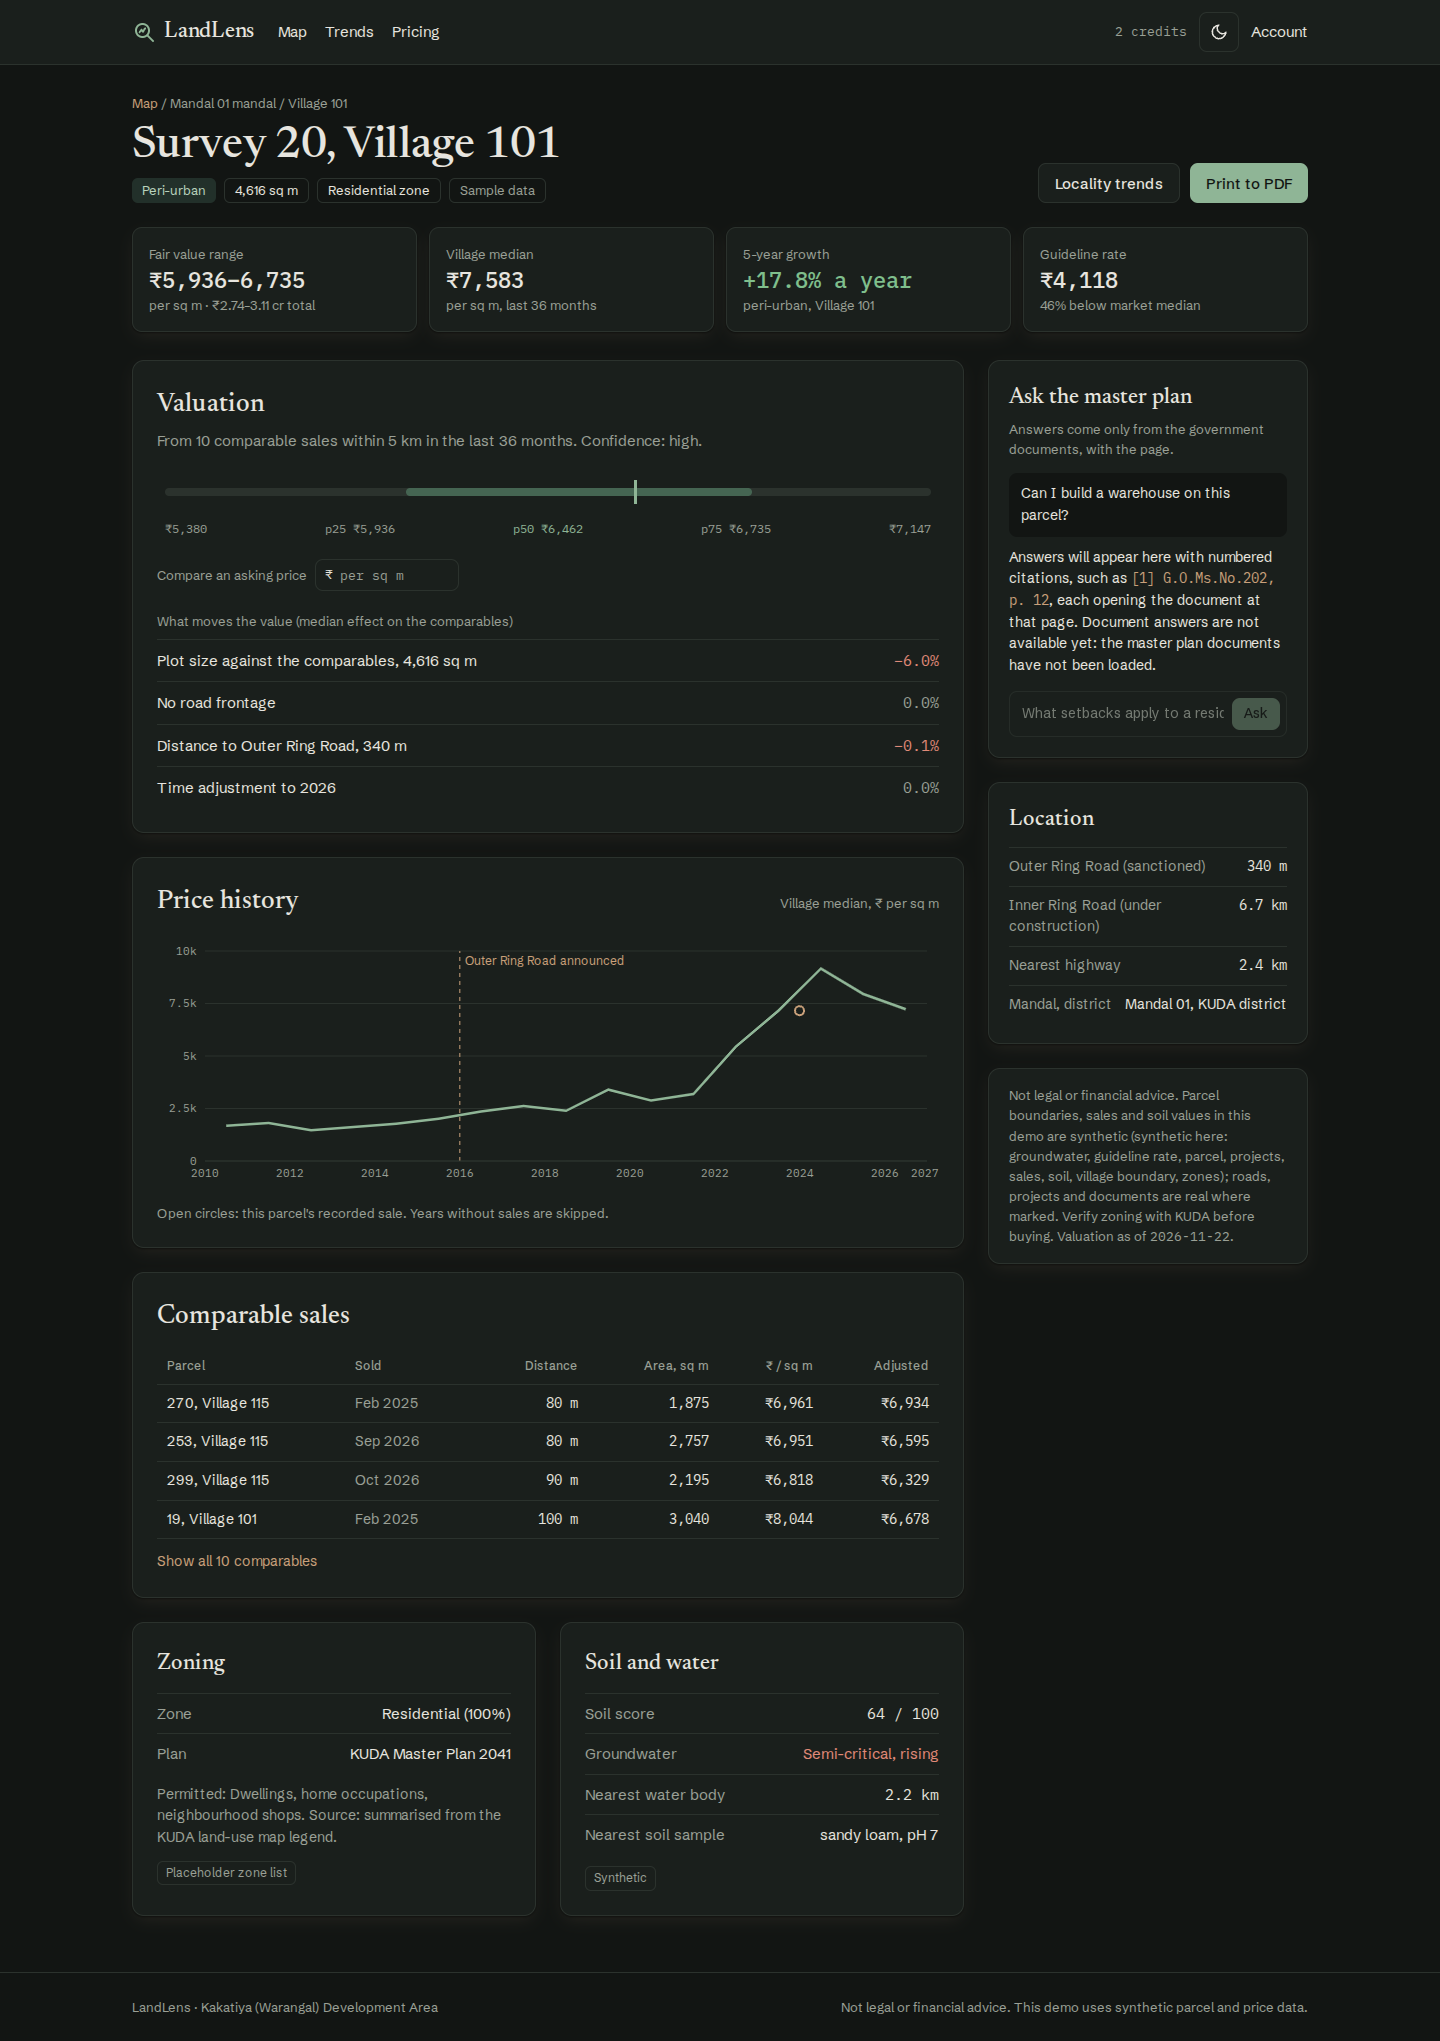 LandLens Map Trends Pricing 2 credits Account
Map / Mandal 01 mandal / Village 101
Survey 20, Village 101
Peri-urban 4,616 sq m Residential zone Sample data
Locality trends Print to PDF
Fair value range
₹5,936–6,735
per sq m · ₹2.74–3.11 cr total
Village median
₹7,583
per sq m, last 36 months
5-year growth
+17.8% a year
peri-urban, Village 101
Guideline rate
₹4,118
46% below market median
Valuation
From 10 comparable sales within 5 km in the last 36 months. Confidence: high.
₹5,380 p25 ₹5,936 p50 ₹6,462 p75 ₹6,735 ₹7,147
Compare an asking price ₹ per sq m
What moves the value (median effect on the comparables)
Plot size against the comparables, 4,616 sq m −6.0%
No road frontage 0.0%
Distance to Outer Ring Road, 340 m −0.1%
Time adjustment to 2026 0.0%
Price history Village median, ₹ per sq m
10k
Outer Ring Road announced
7.5k
5k
2.5k
0
2010 2012 2014 2016 2018 2020 2022 2024 2026 2027
Open circles: this parcel's recorded sale. Years without sales are skipped.
Comparable sales
Parcel Sold Distance Area, sq m ₹ / sq m Adjusted
270, Village 115 Feb 2025 80 m 1,875 ₹6,961 ₹6,934
253, Village 115 Sep 2026 80 m 2,757 ₹6,951 ₹6,595
299, Village 115 Oct 2026 90 m 2,195 ₹6,818 ₹6,329
19, Village 101 Feb 2025 100 m 3,040 ₹8,044 ₹6,678
Show all 10 comparables
Zoning
Zone Residential (100%)
Plan KUDA Master Plan 2041
Permitted: Dwellings, home occupations,
neighbourhood shops. Source: summarised from the
KUDA land-use map legend.
Placeholder zone list
Soil and water
Soil score 64 / 100
Groundwater Semi-critical, rising
Nearest water body 2.2 km
Nearest soil sample sandy loam, pH 7
Synthetic
Ask the master plan
Answers come only from the government
documents, with the page.
Can I build a warehouse on this
parcel?
Answers will appear here with numbered
citations, such as [1] G.O.Ms.No.202,
p. 12, each opening the document at
that page. Document answers are not
available yet: the master plan documents
have not been loaded.
What setbacks apply to a resid Ask
Location
Outer Ring Road (sanctioned) 340 m
Inner Ring Road (under 6.7 km
construction)
Nearest highway 2.4 km
Mandal, district Mandal 01, KUDA district
Not legal or financial advice. Parcel
boundaries, sales and soil values in this
demo are synthetic (synthetic here:
groundwater, guideline rate, parcel, projects,
sales, soil, village boundary, zones); roads,
projects and documents are real where
marked. Verify zoning with KUDA before
buying. Valuation as of 2026-11-22.
LandLens · Kakatiya (Warangal) Development Area
Not legal or financial advice. This demo uses synthetic parcel and price data.